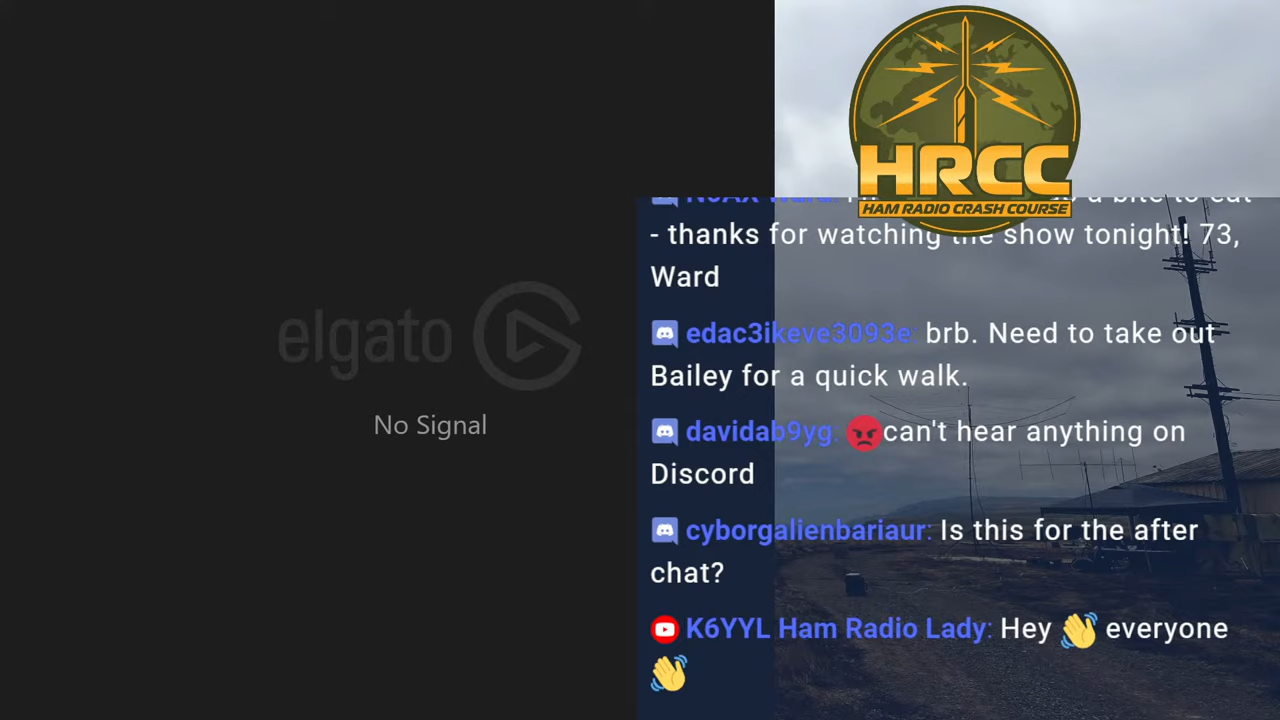 HRCC
HAM RADIO CRASH COURSE
- thanks for watching the show tonight! 73,
Ward
edac3ikeve3093e: brb. Need to take out
Bailey for a quick walk.
davidab9yg: can't hear anything on
Discord
cyborgalienbariaur: Is this for the after
chat?
K6YYL Ham Radio Lady: Hey 👋 everyone
👋
elgato
No Signal